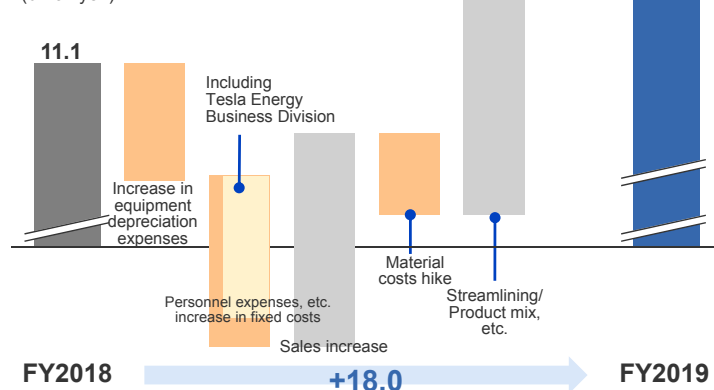 11.1
Including
Tesla Energy
Business Division
Increase in
equipment
depreciation
expenses
Material
costs hike
Personnel expenses, etc.
increase in fixed costs
Streamlining/
Product mix,
etc.
Sales increase
FY2018
+18.0
FY2019